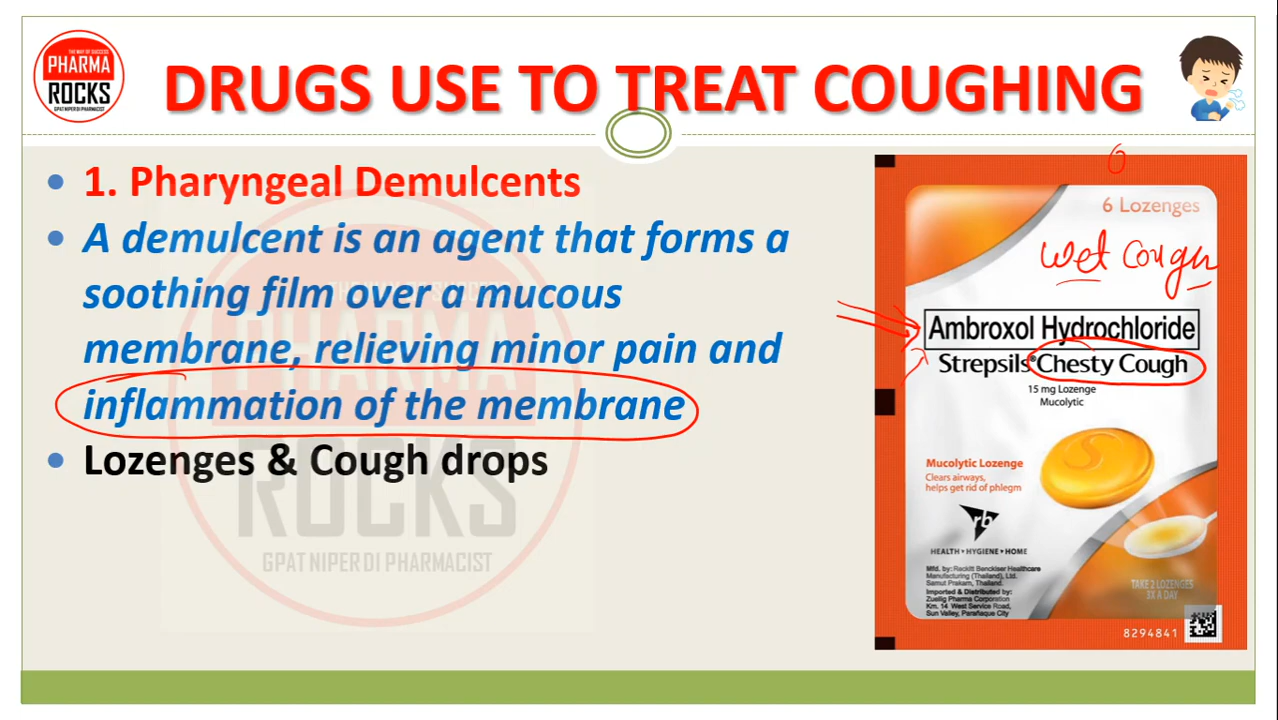 THE WAY OF SUCCESS
PHARMA
ROCKS
GPAT NIPER DI PHARMACIST
DRUGS USE TO TREAT COUGHING
• 1. Pharyngeal Demulcents
• A demulcent is an agent that forms a
soothing film over a mucous
membrane, relieving minor pain and
inflammation of the membrane
• Lozenges & Cough drops
PHARMA
ROCKS
GPAT NIPER DI PHARMACIST
6 Lozenges
Wet Cough
Ambroxol Hydrochloride
Strepsils® Chesty Cough
15 mg Lozenge
Mucolytic
Mucolytic Lozenge
Clears airways,
helps get rid of phlegm
rb
HEALTH • HYGIENE • HOME
Mfd. by: Reckitt Benckiser Healthcare
Manufacturing (Thailand), Ltd.
Samut Prakarn, Thailand.
Imported & Distributed by:
Zuellig Pharma Corporation
Km. 14 West Service Road,
Sun Valley, Parañaque City
TAKE 2 LOZENGES
3X A DAY
8294841